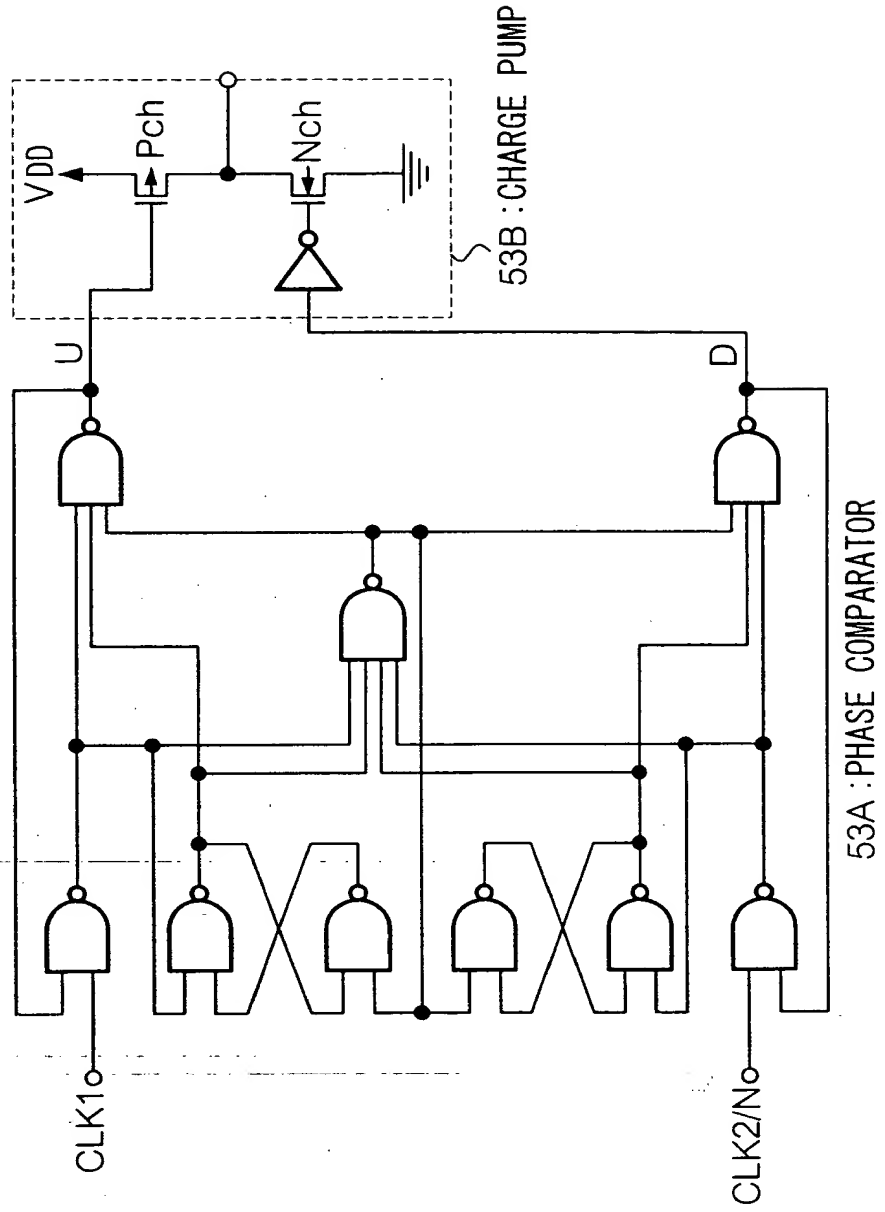 VDD
Pch
Nch
53B : CHARGE PUMP
U
D
CLK1
CLK2/N
53A : PHASE COMPARATOR